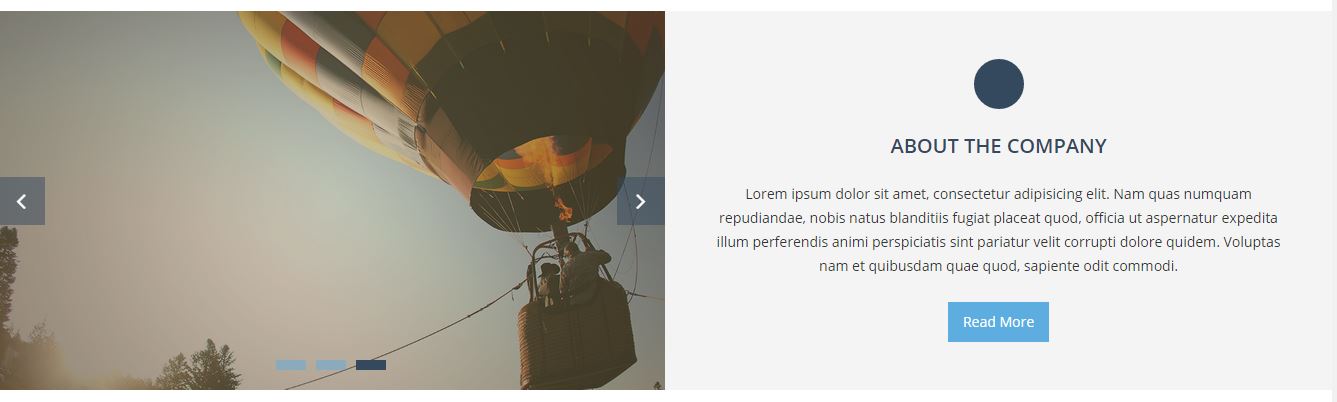 ABOUT THE COMPANY
Lorem ipsum dolor sit amet, consectetur adipisicing elit. Nam quas numquam
repudiandae, nobis natus blanditiis fugiat placeat quod, officia ut aspernatur expedita
illum perferendis animi perspiciatis sint pariatur velit corrupti dolore quidem. Voluptas
nam et quibusdam quae quod, sapiente odit commodi.
Read More